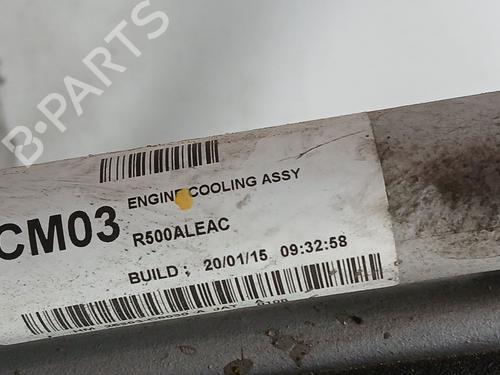 B-PARTS
ENGINE COOLING ASSY
CM03
R500ALEAC
BUILD : 20/01/15 09:32:58